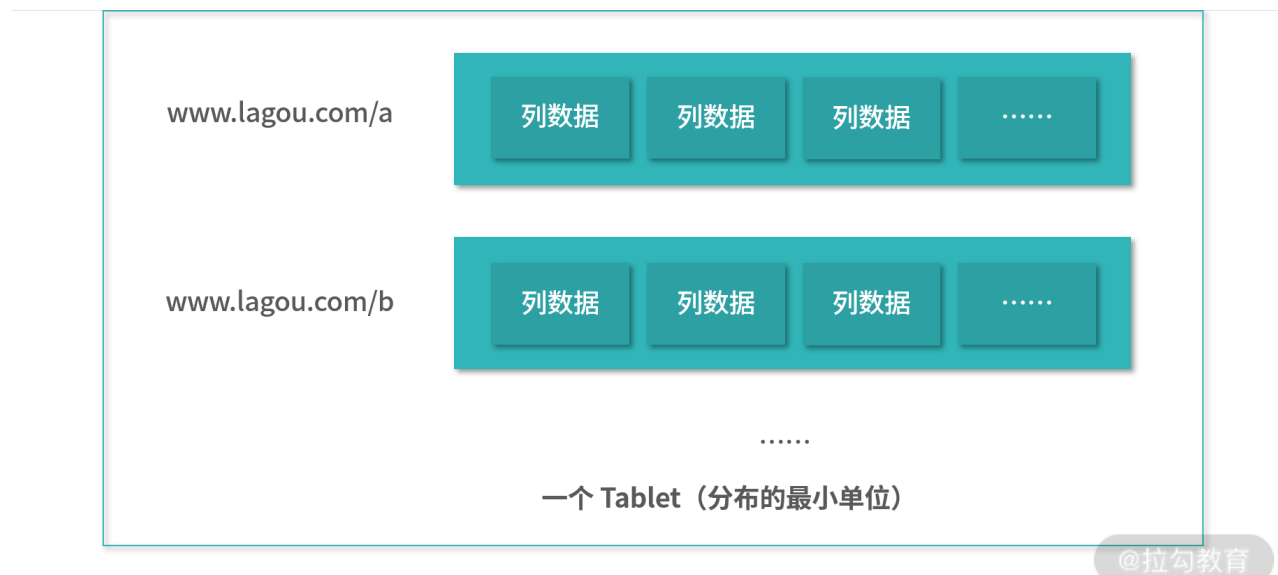 www.lagou.com/a 列数据 列数据 列数据 ……
www.lagou.com/b 列数据 列数据 列数据 ……
……
一个 Tablet（分布的最小单位）
@拉勾教育